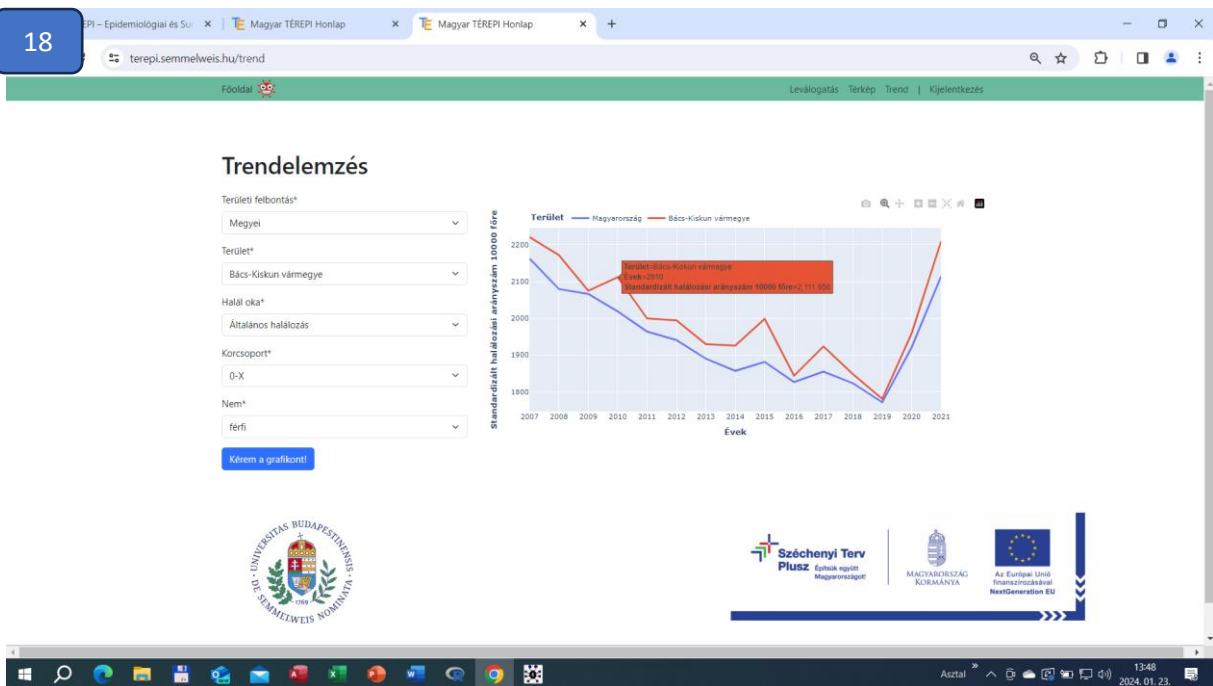 18
EPI – Epidemiológiai és Sur
Magyar TÉREPI Honlap
Magyar TÉREPI Honlap
terepi.semmelweis.hu/trend
Főoldal
Leválogatás Térkép Trend | Kijelentkezés
Trendelemzés
Területi felbontás*
Megyei
Terület*
Bács-Kiskun vármegye
Halál oka*
Általános halálozás
Korcsoport*
0-X
Nem*
férfi
Kérem a grafikont!
Terület Magyarország Bács-Kiskun vármegye
Standardizált halálozási arányszám 10000 főre
2200
2100
2000
1900
1800
Terület=Bács-Kiskun vármegye
Évek=2010
Standardizált halálozási arányszám 10000 főre=2,111.656
2007 2008 2009 2010 2011 2012 2013 2014 2015 2016 2017 2018 2019 2020 2021
Évek
UNIVERSITAS BUDAPESTINENSIS · DE SEMMELWEIS NOMINATA ·
1769
Széchenyi Terv
Plusz Építsük együtt
Magyarországot!
MAGYARORSZÁG
KORMÁNYA
Az Európai Unió
finanszírozásával
NextGeneration EU
Asztal
13:48
2024. 01. 23.